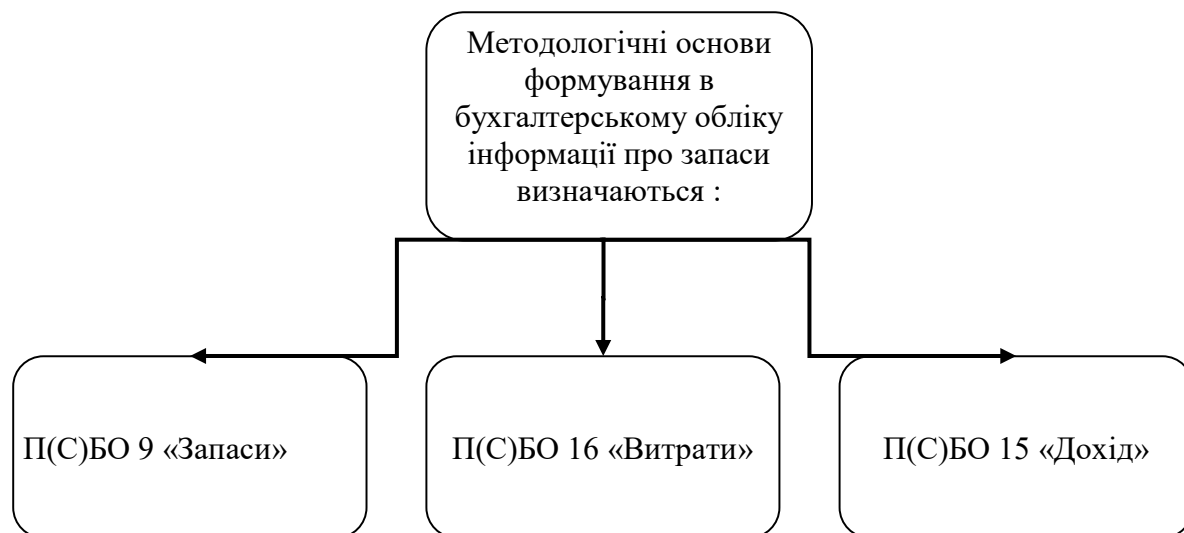 Методологічні основи
формування в
бухгалтерському обліку
інформації про запаси
визначаються :
П(С)БО 9 «Запаси»
П(С)БО 16 «Витрати»
П(С)БО 15 «Дохід»